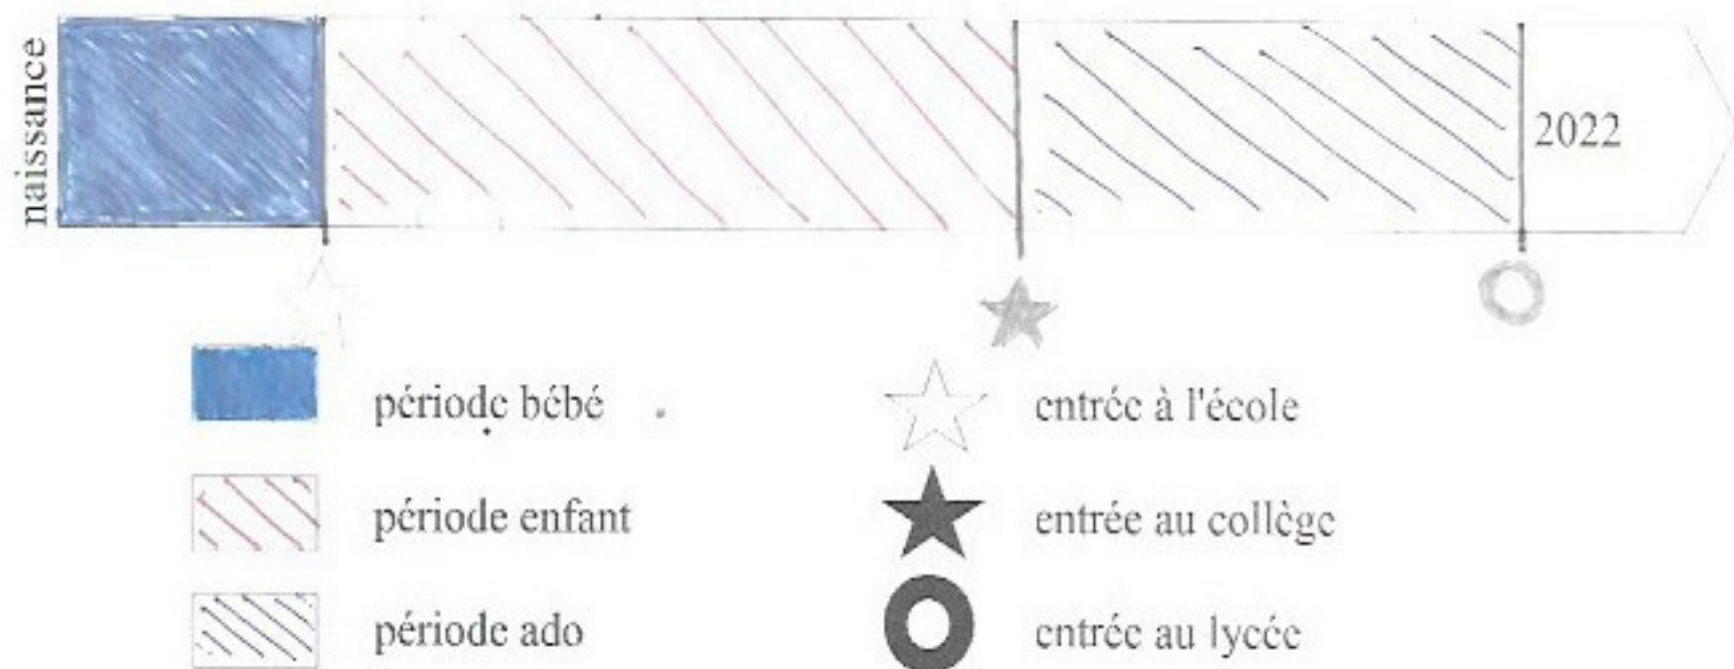 naissance
2022
période bébé
entrée à l'école
période enfant
entrée au collège
période ado
entrée au lycée